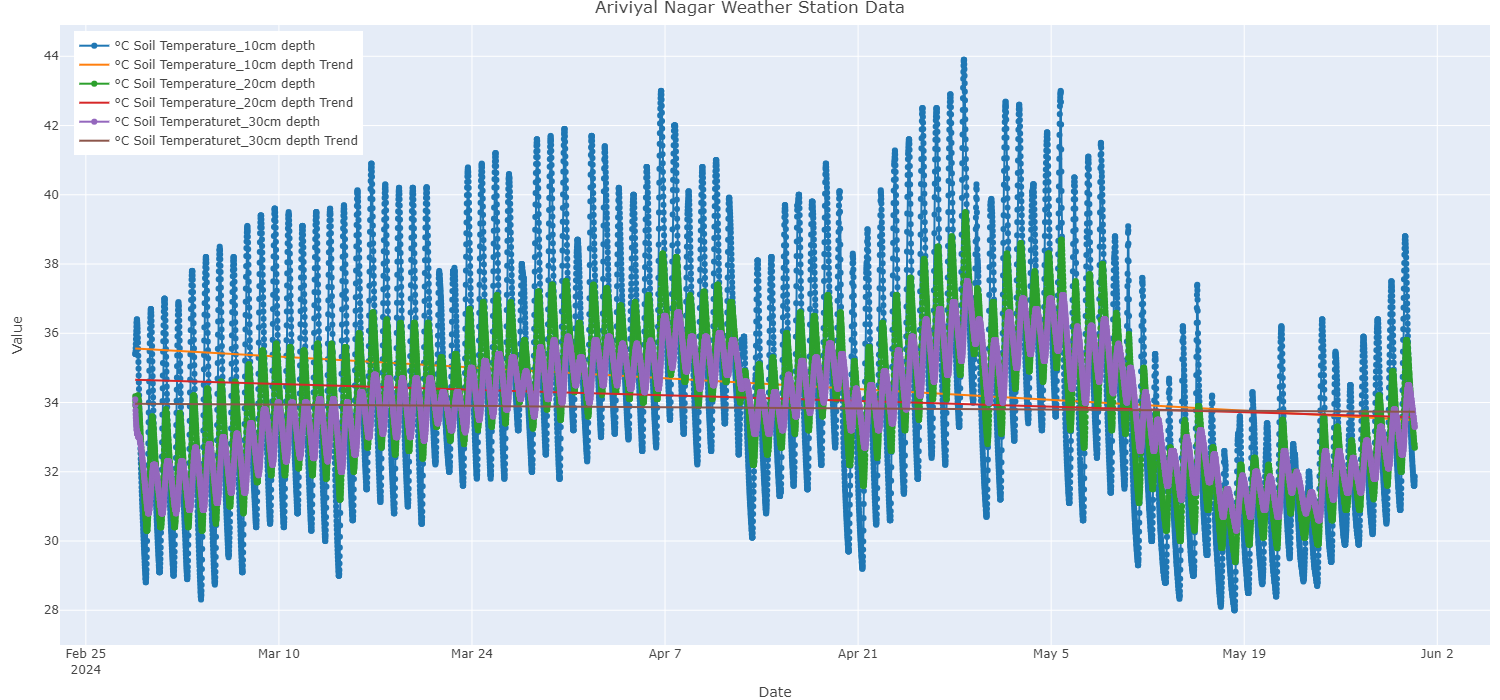 Ariviyal Nagar Weather Station Data
°C Soil Temperature_10cm depth
°C Soil Temperature_10cm depth Trend
°C Soil Temperature_20cm depth
°C Soil Temperature_20cm depth Trend
°C Soil Temperaturet_30cm depth
°C Soil Temperaturet_30cm depth Trend
44
42
40
38
36
34
32
30
28
Value
Feb 25 Mar 10 Mar 24 Apr 7 Apr 21 May 5 May 19 Jun 2
2024
Date